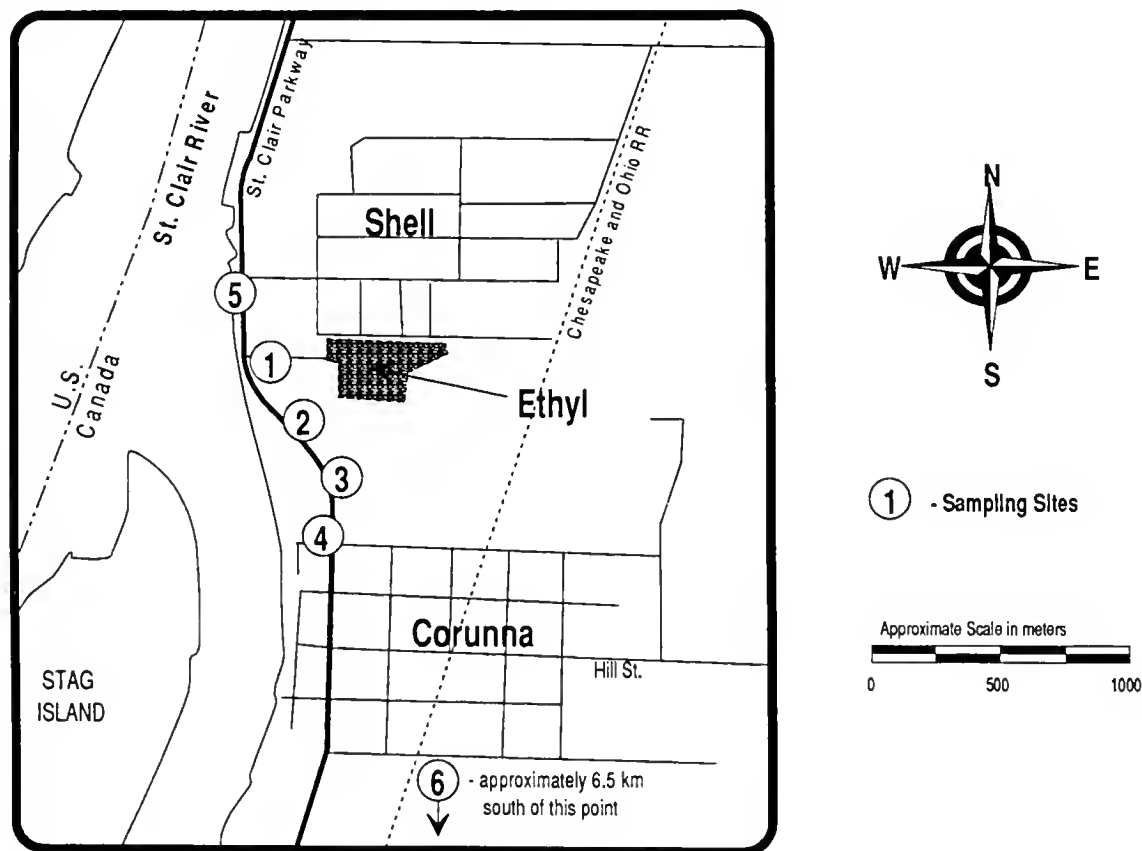 St. Clair River
St. Clair Parkway
Chesapeake and Ohio RR
Shell
5
U.S.
Canada
1
Ethyl
2
3
4
Corunna
Hill St.
STAG
ISLAND
6 - approximately 6.5 km
south of this point
N
W E
S
1 - Sampling Sites
Approximate Scale in meters
0 500 1000